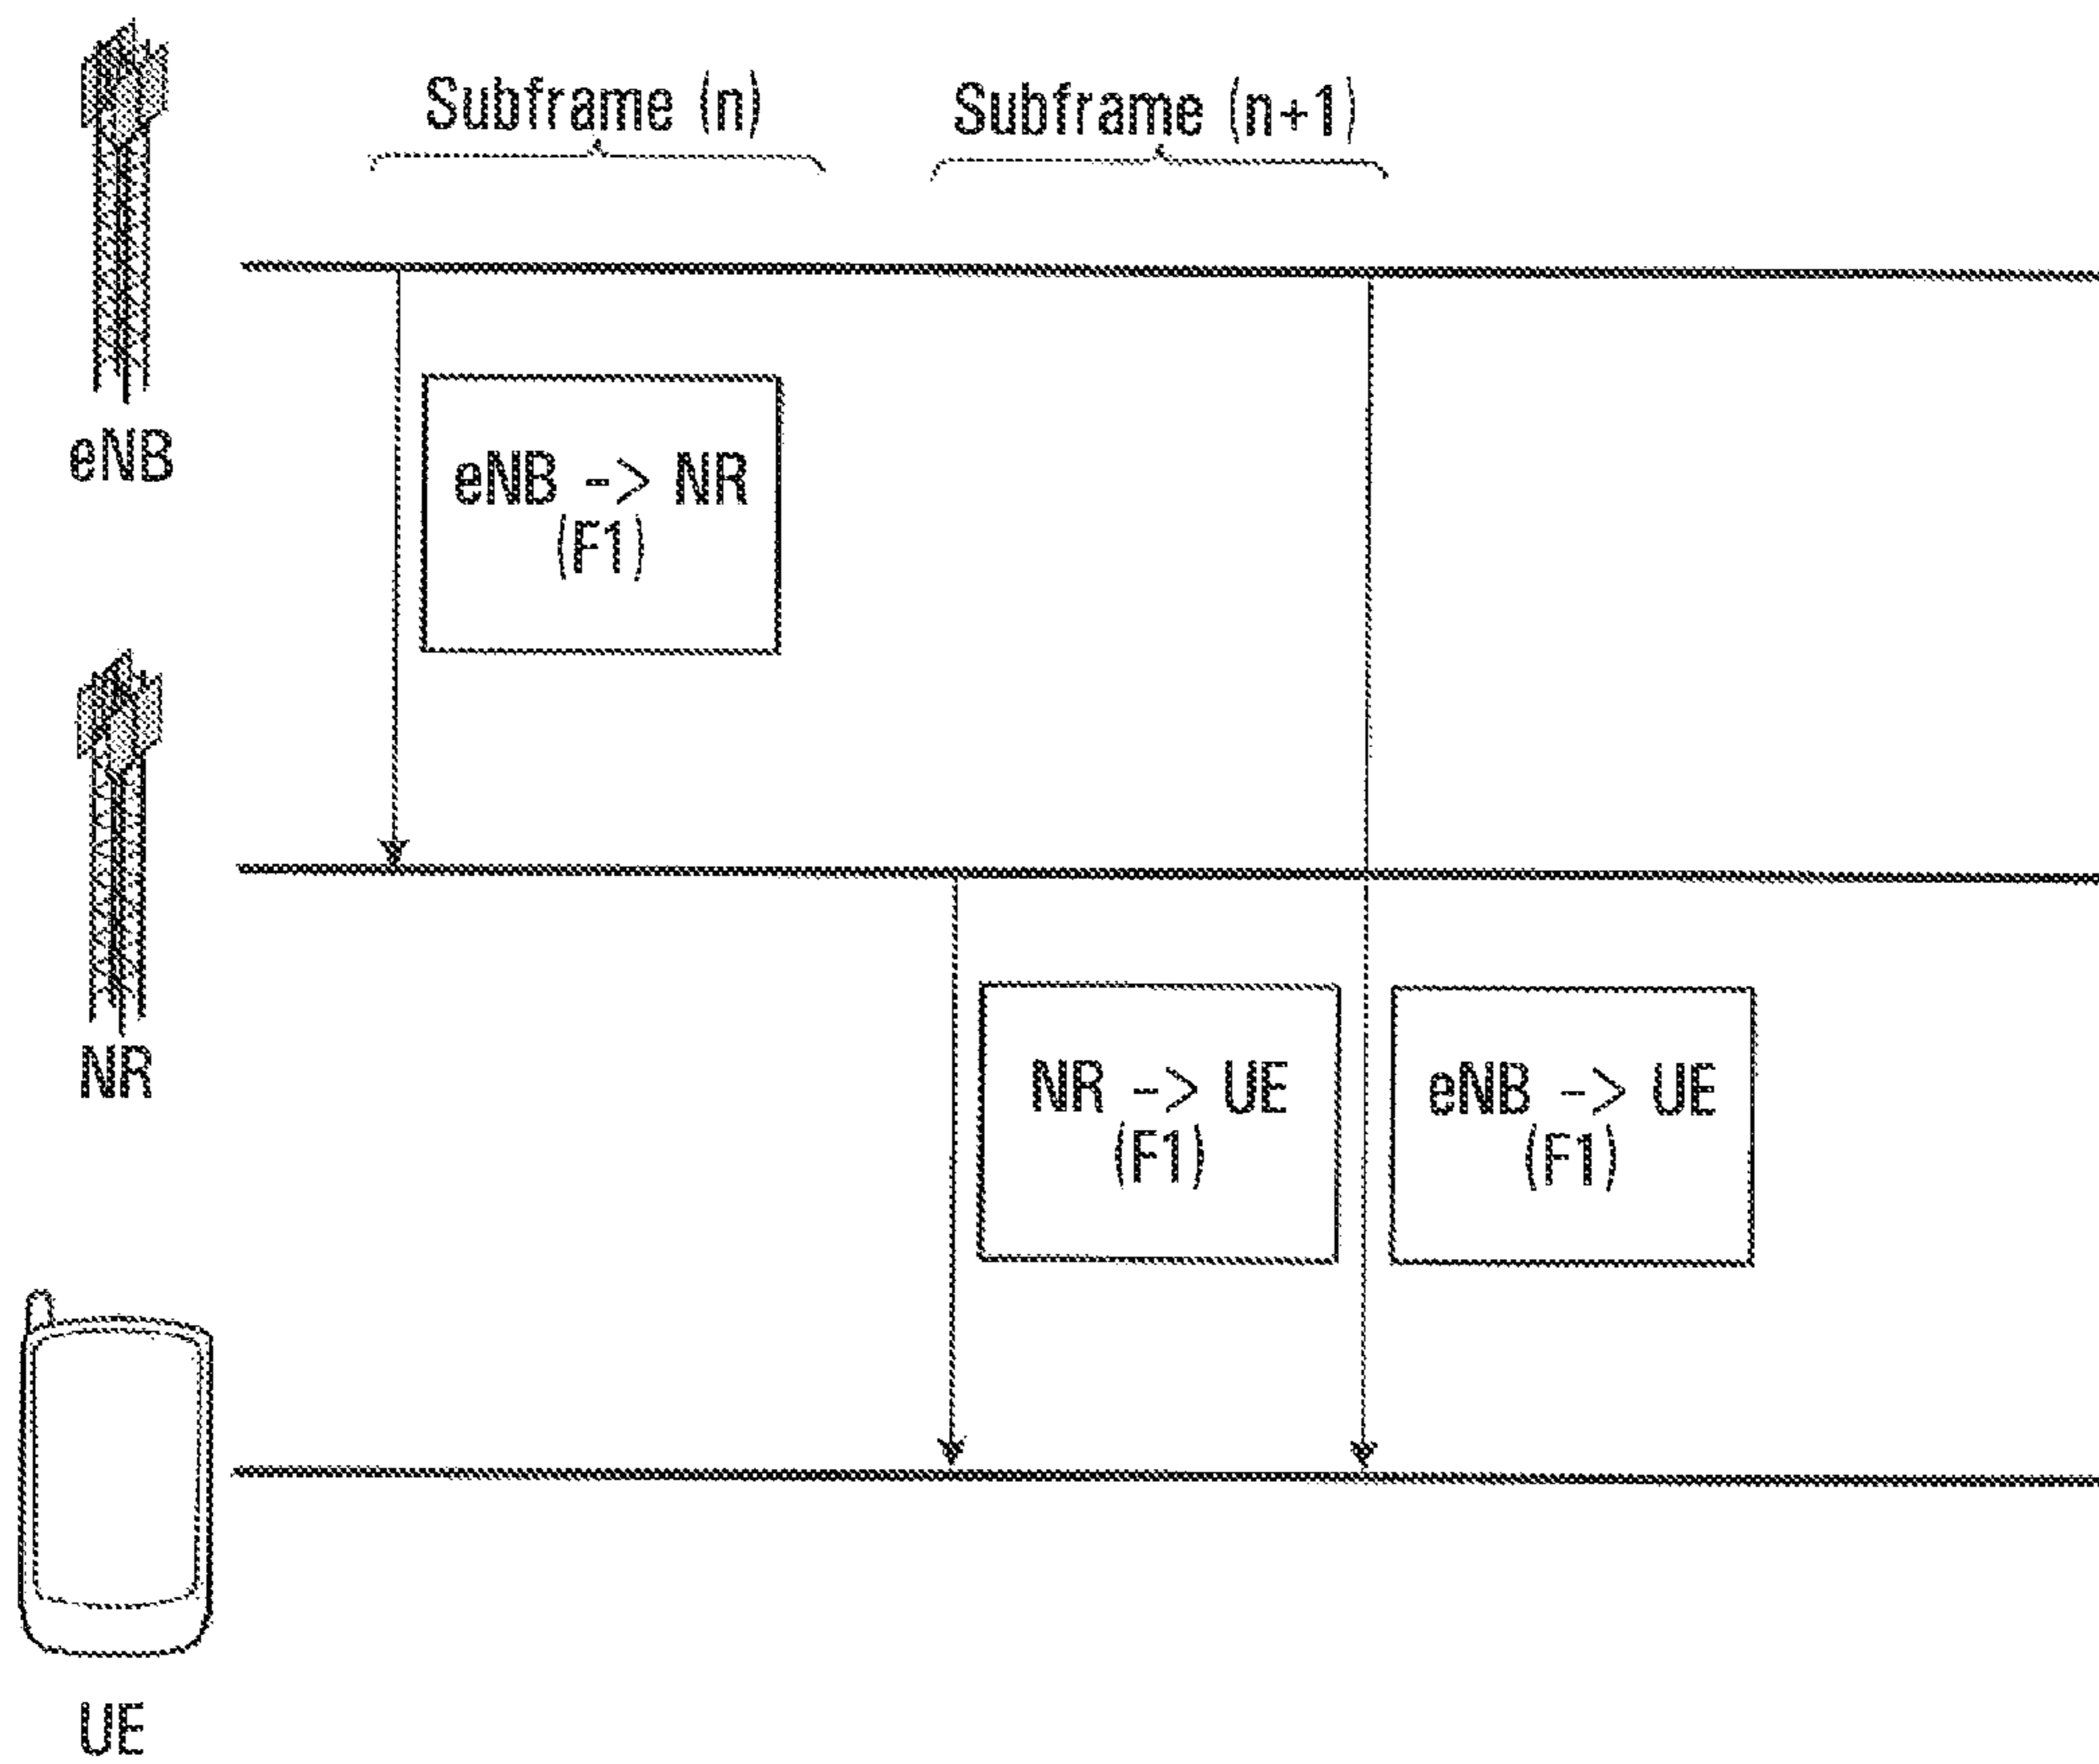 Subframe (n)
Subframe (n+1)
eNB
eNB -> NR
(F1)
NR
NR -> UE
(F1)
eNB -> UE
(F1)
UE